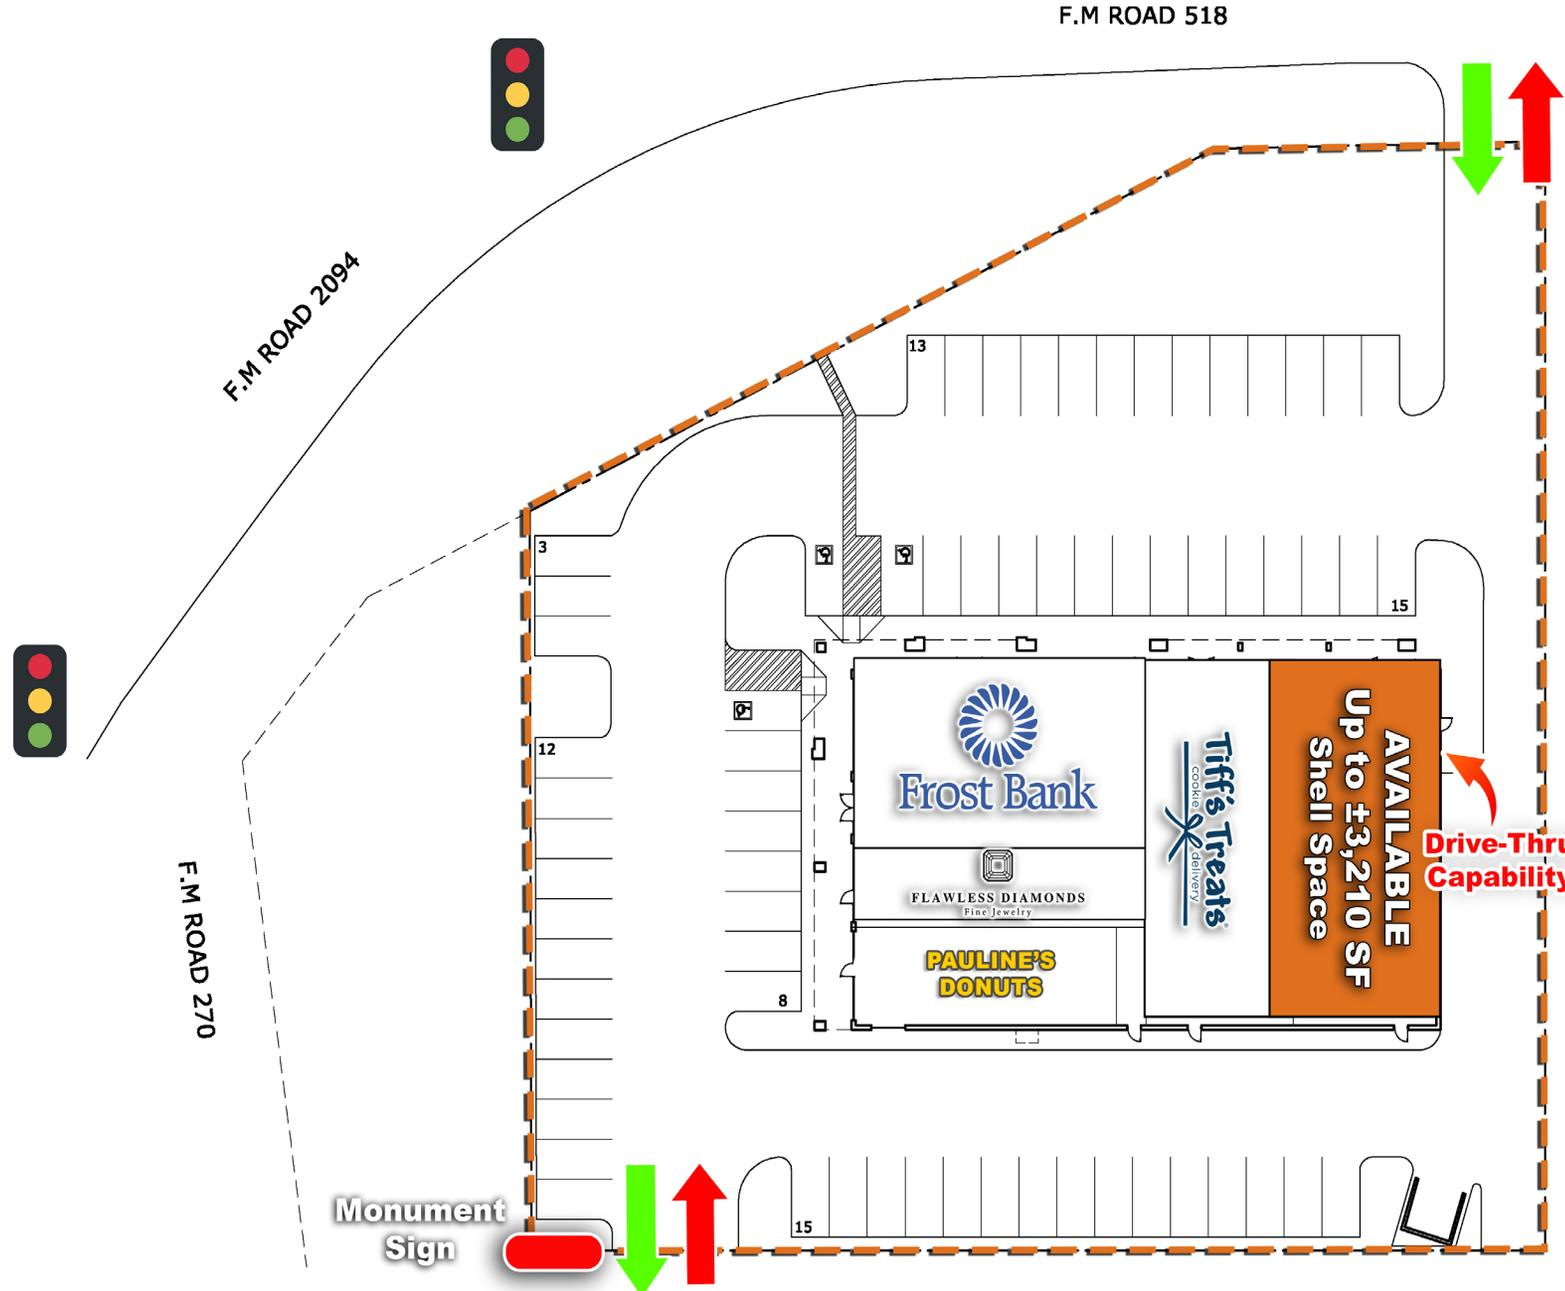 F.M ROAD 518
F.M ROAD 2094
13
3
15
12
Frost Bank
Tiff's Treats
cookie delivery
AVAILABLE
Up to ±3,210 SF
Shell Space
Drive-Thru
Capability
FLAWLESS DIAMONDS
Fine Jewelry
F.M ROAD 270
PAULINE'S
DONUTS
8
Monument
Sign
15